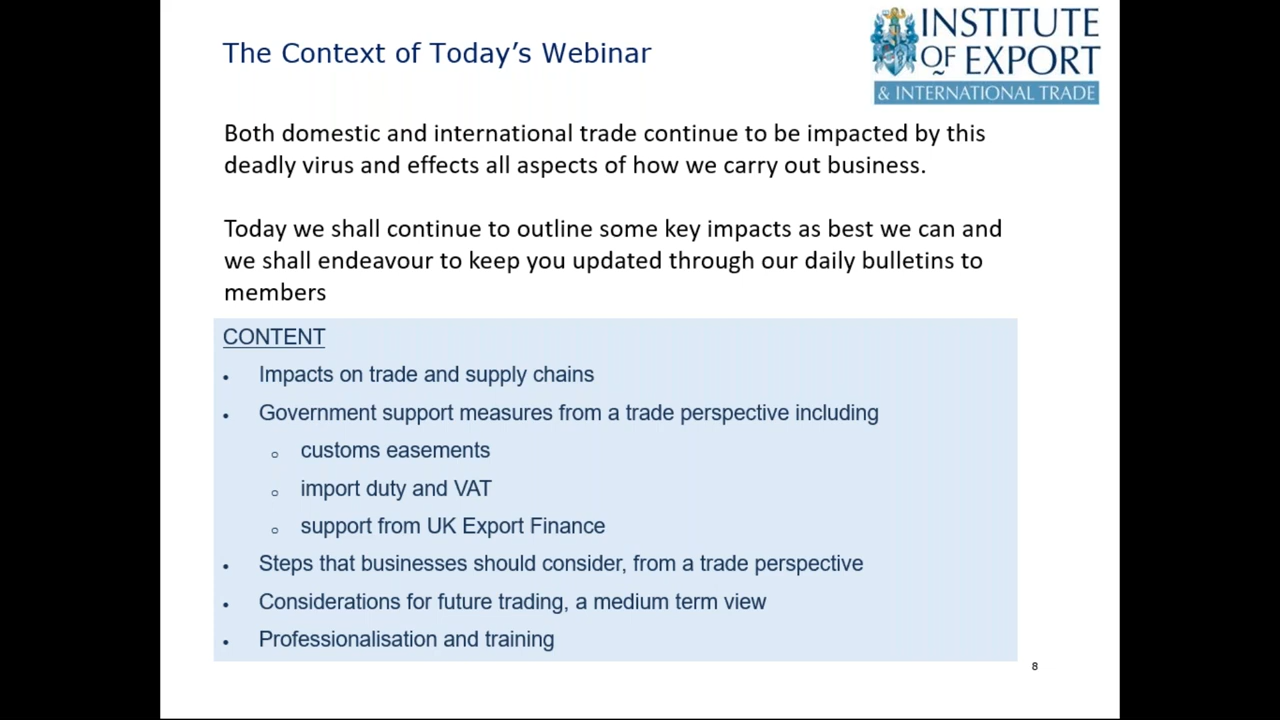 The Context of Today's Webinar
INSTITUTE
OF EXPORT
& INTERNATIONAL TRADE
Both domestic and international trade continue to be impacted by this
deadly virus and effects all aspects of how we carry out business.
Today we shall continue to outline some key impacts as best we can and
we shall endeavour to keep you updated through our daily bulletins to
members
CONTENT
• Impacts on trade and supply chains
• Government support measures from a trade perspective including
o customs easements
o import duty and VAT
o support from UK Export Finance
• Steps that businesses should consider, from a trade perspective
• Considerations for future trading, a medium term view
• Professionalisation and training
8